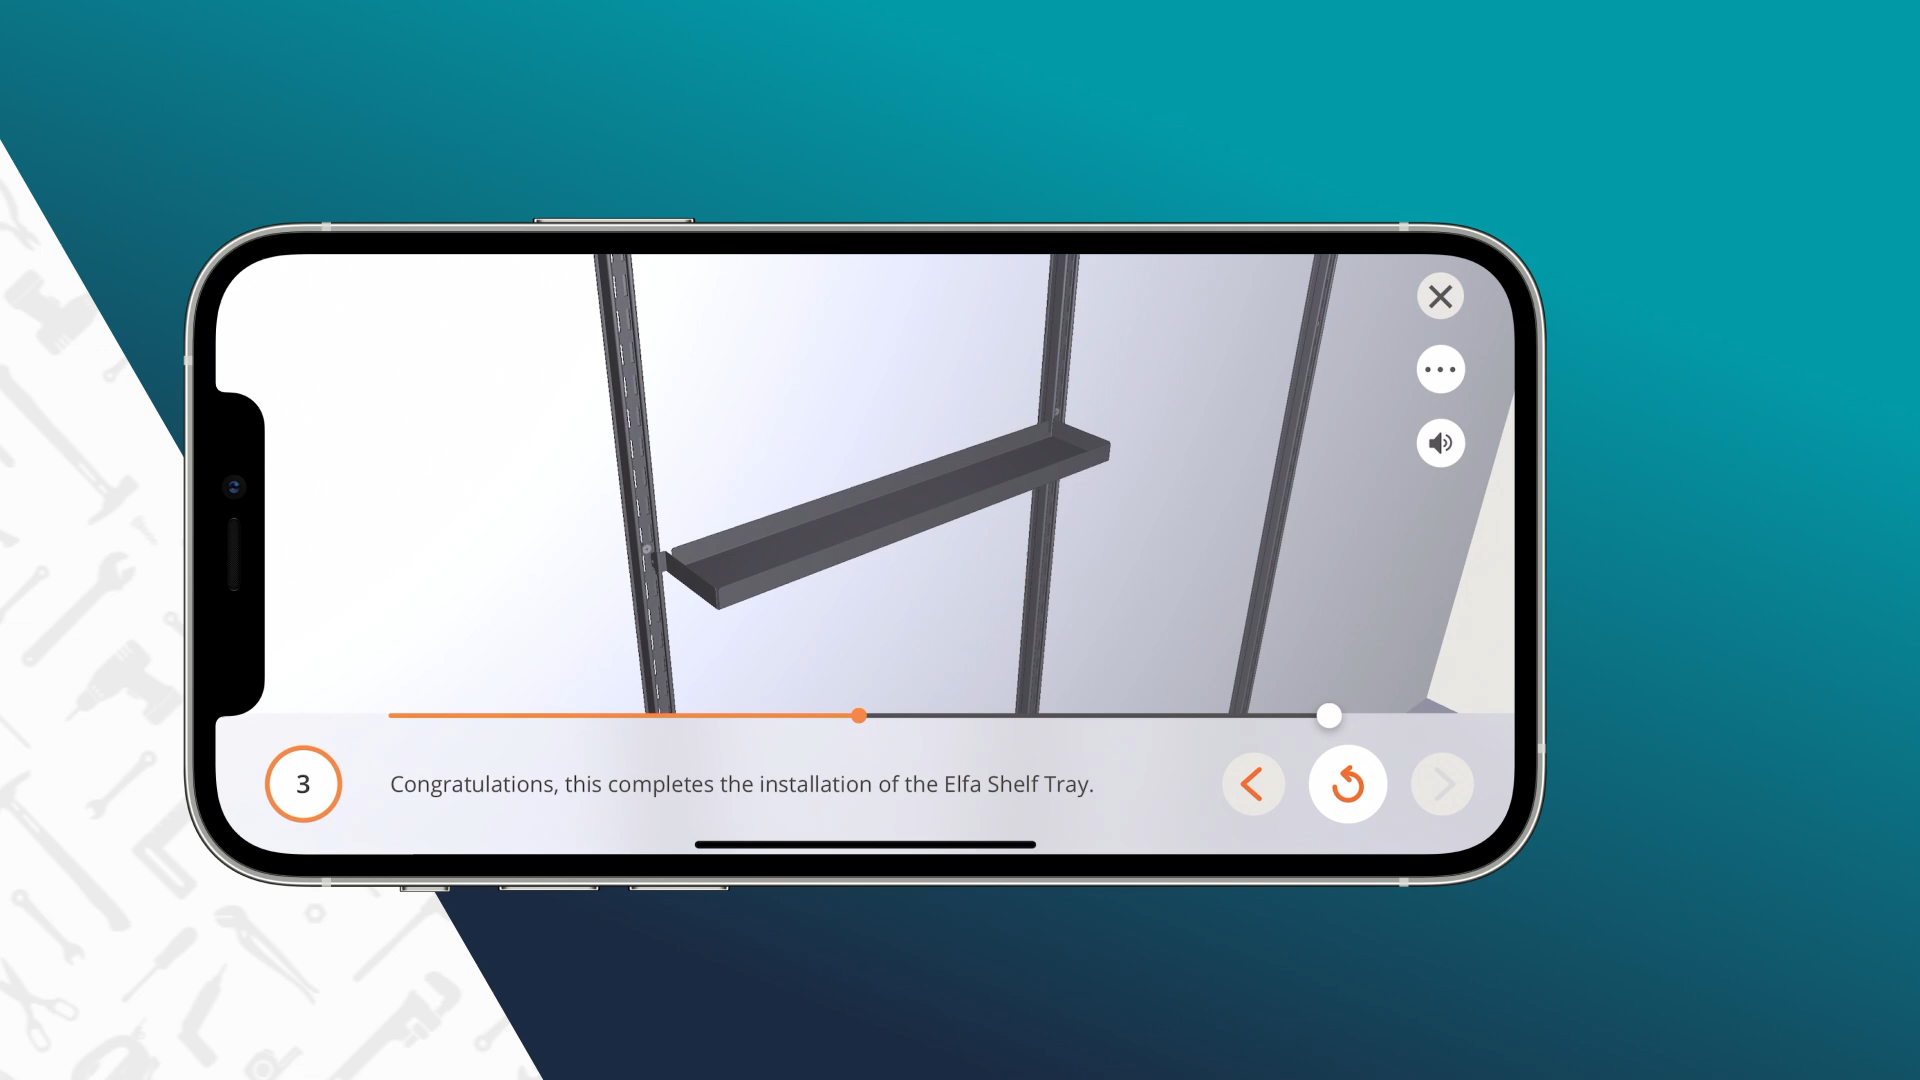 3
Congratulations, this completes the installation of the Elfa Shelf Tray.